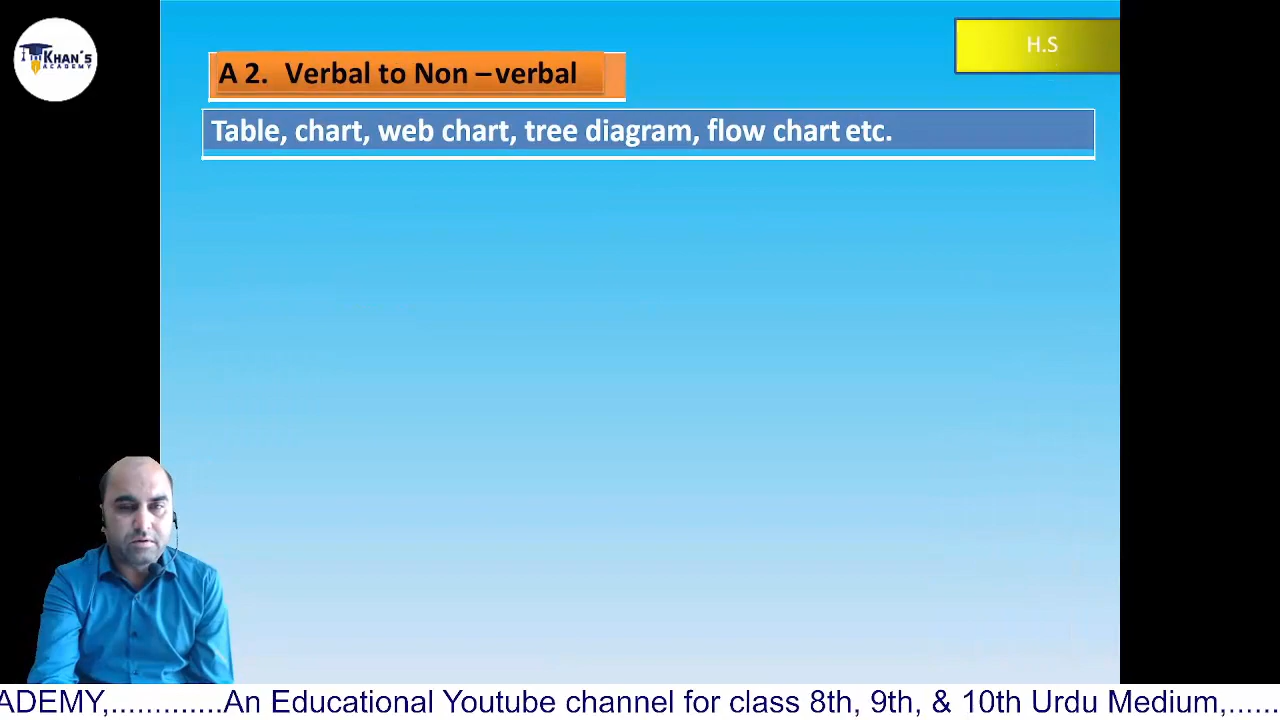 KHAN'S
ACADEMY
H.S
A 2. Verbal to Non –verbal
Table, chart, web chart, tree diagram, flow chart etc.
ADEMY,.............An Educational Youtube channel for class 8th, 9th, & 10th Urdu Medium,......